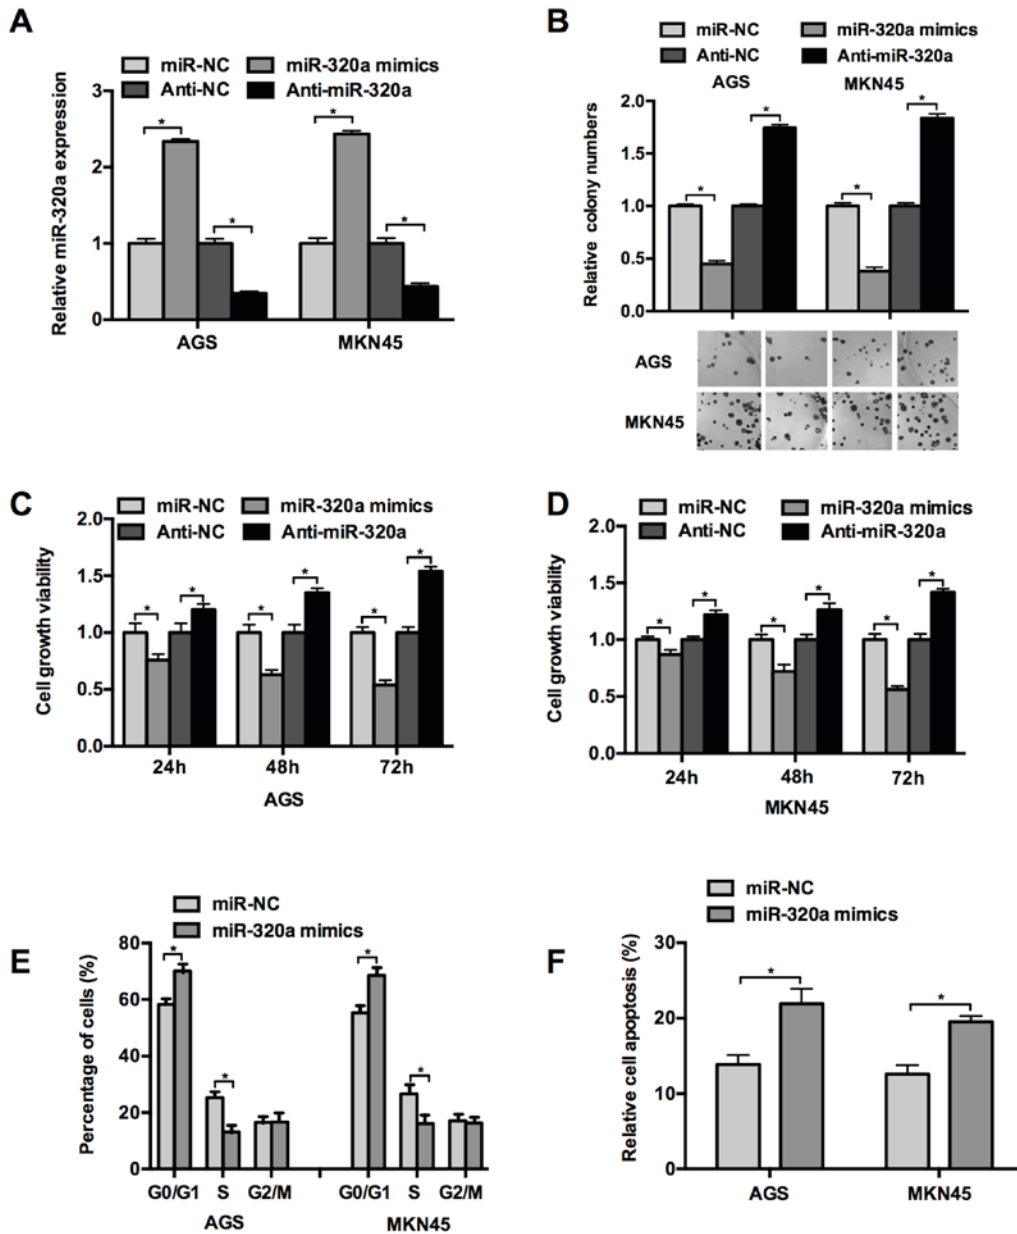 A
miR-NC miR-320a mimics
Anti-NC Anti-miR-320a
Relative miR-320a expression
3
2
1
0
* * * *
AGS MKN45
B
miR-NC miR-320a mimics
Anti-NC Anti-miR-320a
AGS MKN45
Relative colony numbers
2.0
1.5
1.0
0.5
0.0
* * * *
AGS
MKN45
C
miR-NC miR-320a mimics
Anti-NC Anti-miR-320a
Cell growth viability
2.0
1.5
1.0
0.5
0.0
* * * * * *
24h 48h 72h
AGS
D
miR-NC miR-320a mimics
Anti-NC Anti-miR-320a
Cell growth viability
2.0
1.5
1.0
0.5
0.0
* * * * * *
24h 48h 72h
MKN45
E
miR-NC
miR-320a mimics
Percentage of cells (%)
80
60
40
20
0
* * * *
G0/G1 S G2/M G0/G1 S G2/M
AGS MKN45
F
miR-NC
miR-320a mimics
Relative cell apoptosis (%)
30
20
10
0
* *
AGS MKN45